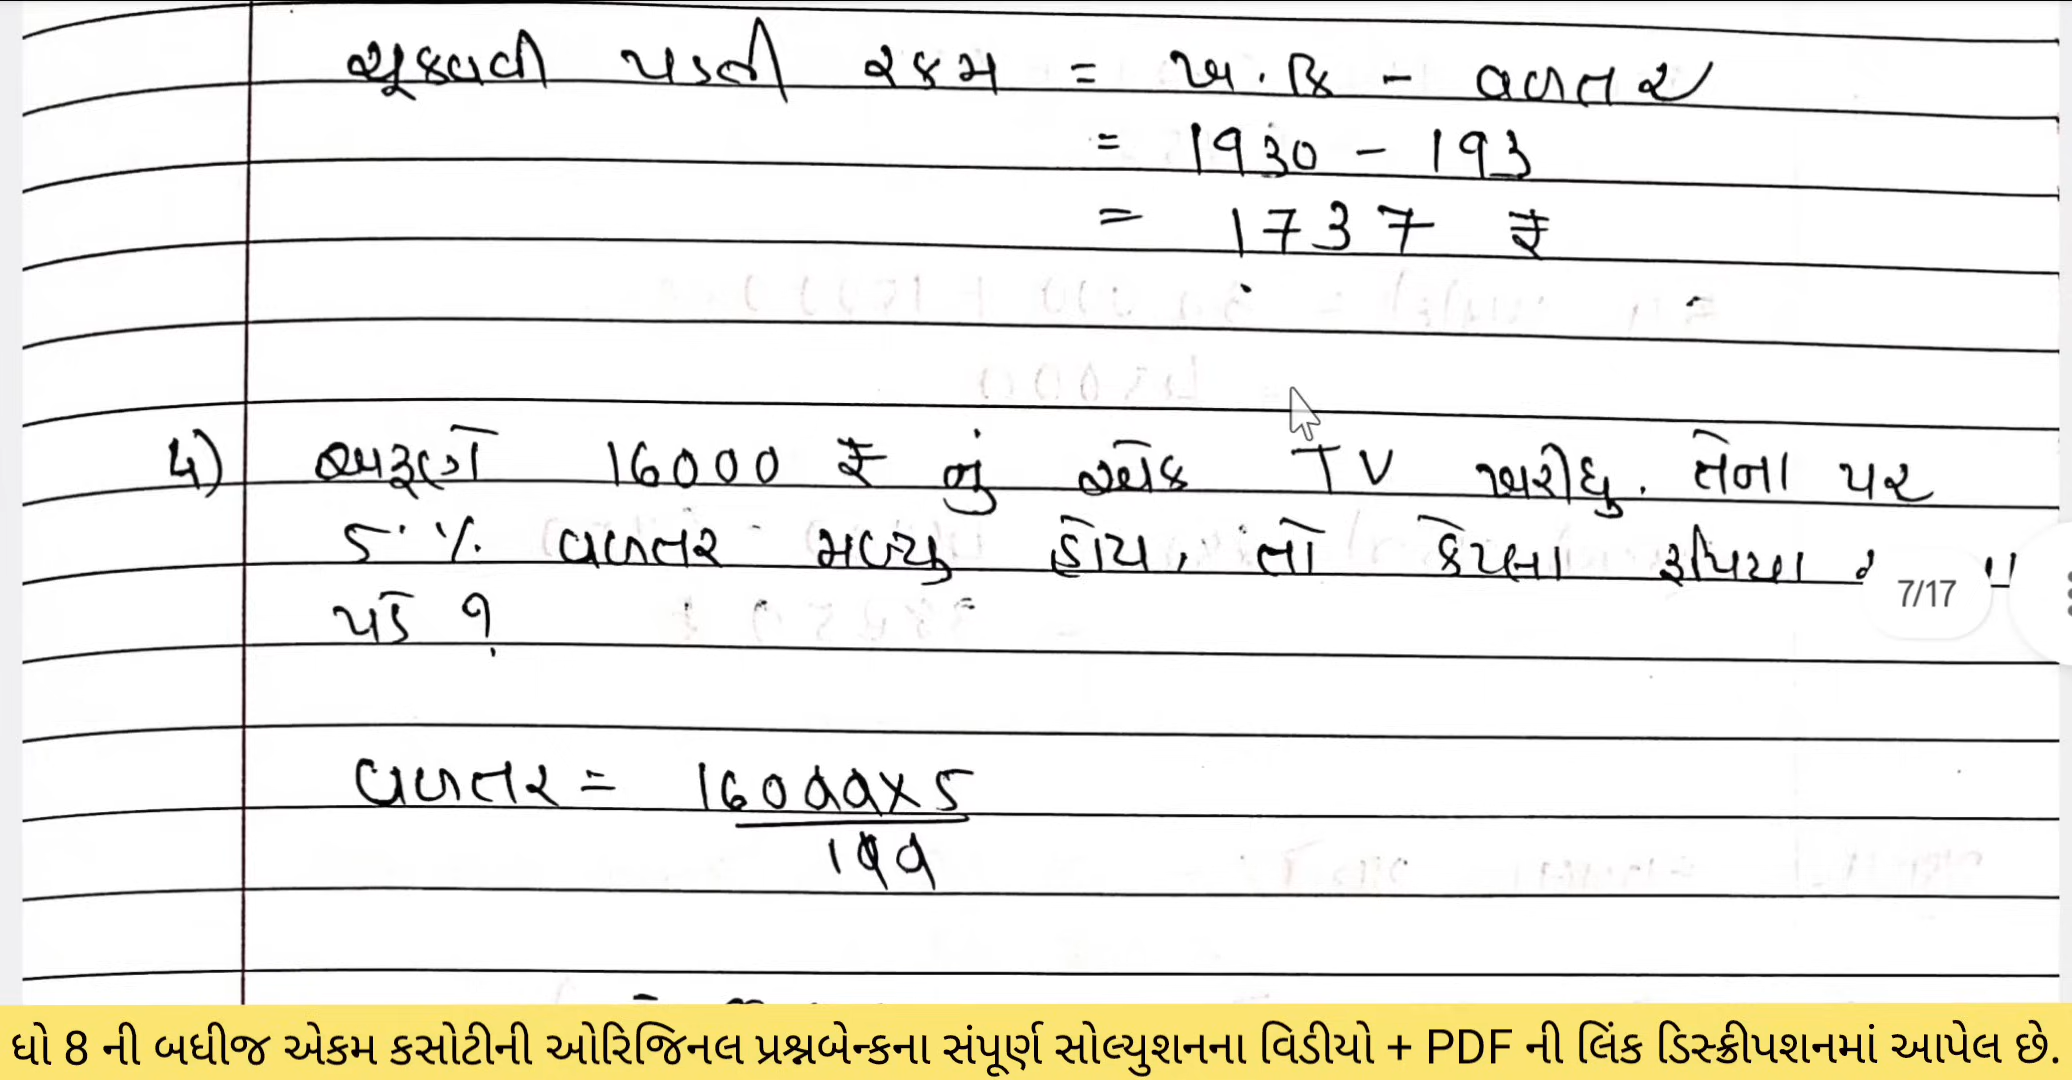 ચૂકવવી પડતી રકમ = ખ. કિ - વળતર
= 1930 - 193
= 1737 ₹
4) અરૂણે 16000 ₹ નું એક TV ખરીધુ. તેના પર
5 % વળતર મળ્યુ હોય, તો કેટલા રૂપિયા
7/17
પડે ?
વળતર = 16000 x 5
100
ધો 8 ની બધીજ એકમ કસોટીની ઓરિજિનલ પ્રશ્નબેન્કના સંપૂર્ણ સોલ્યુશનના વિડીયો + PDF ની લિંક ડિસ્ક્રીપશનમાં આપેલ છે.